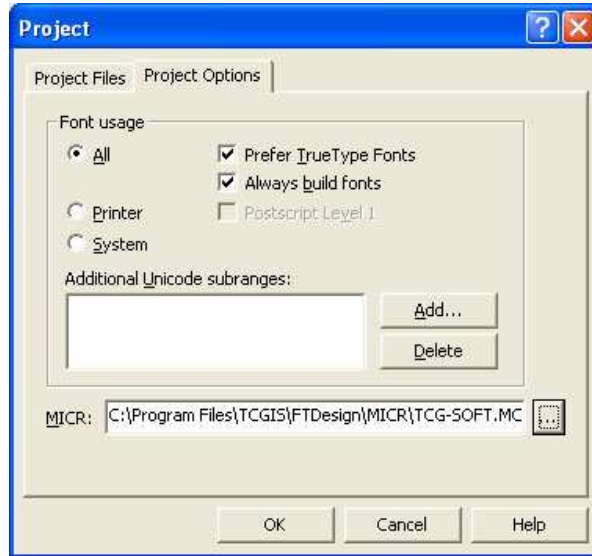 Project
Project Files Project Options
Font usage
All Prefer TrueType Fonts
Always build fonts
Printer Postscript Level 1
System
Additional Unicode subranges:
Add...
Delete
MICR: C:\Program Files\TCGIS\FTDesign\MICR\TCG-SOFT.MC ...
OK Cancel Help